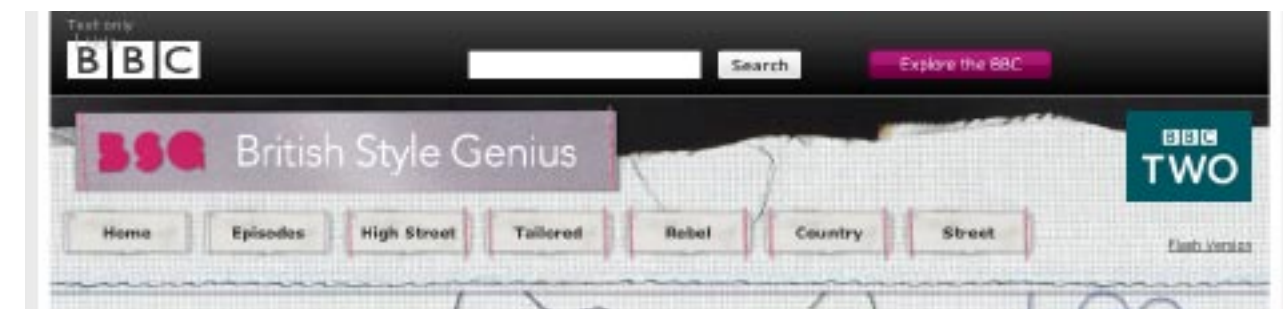 Text only
BBC
Search
Explore the BBC
BSG British Style Genius
BBC
TWO
Home Episodes High Street Tailored Rebel Country Street
Flash Version